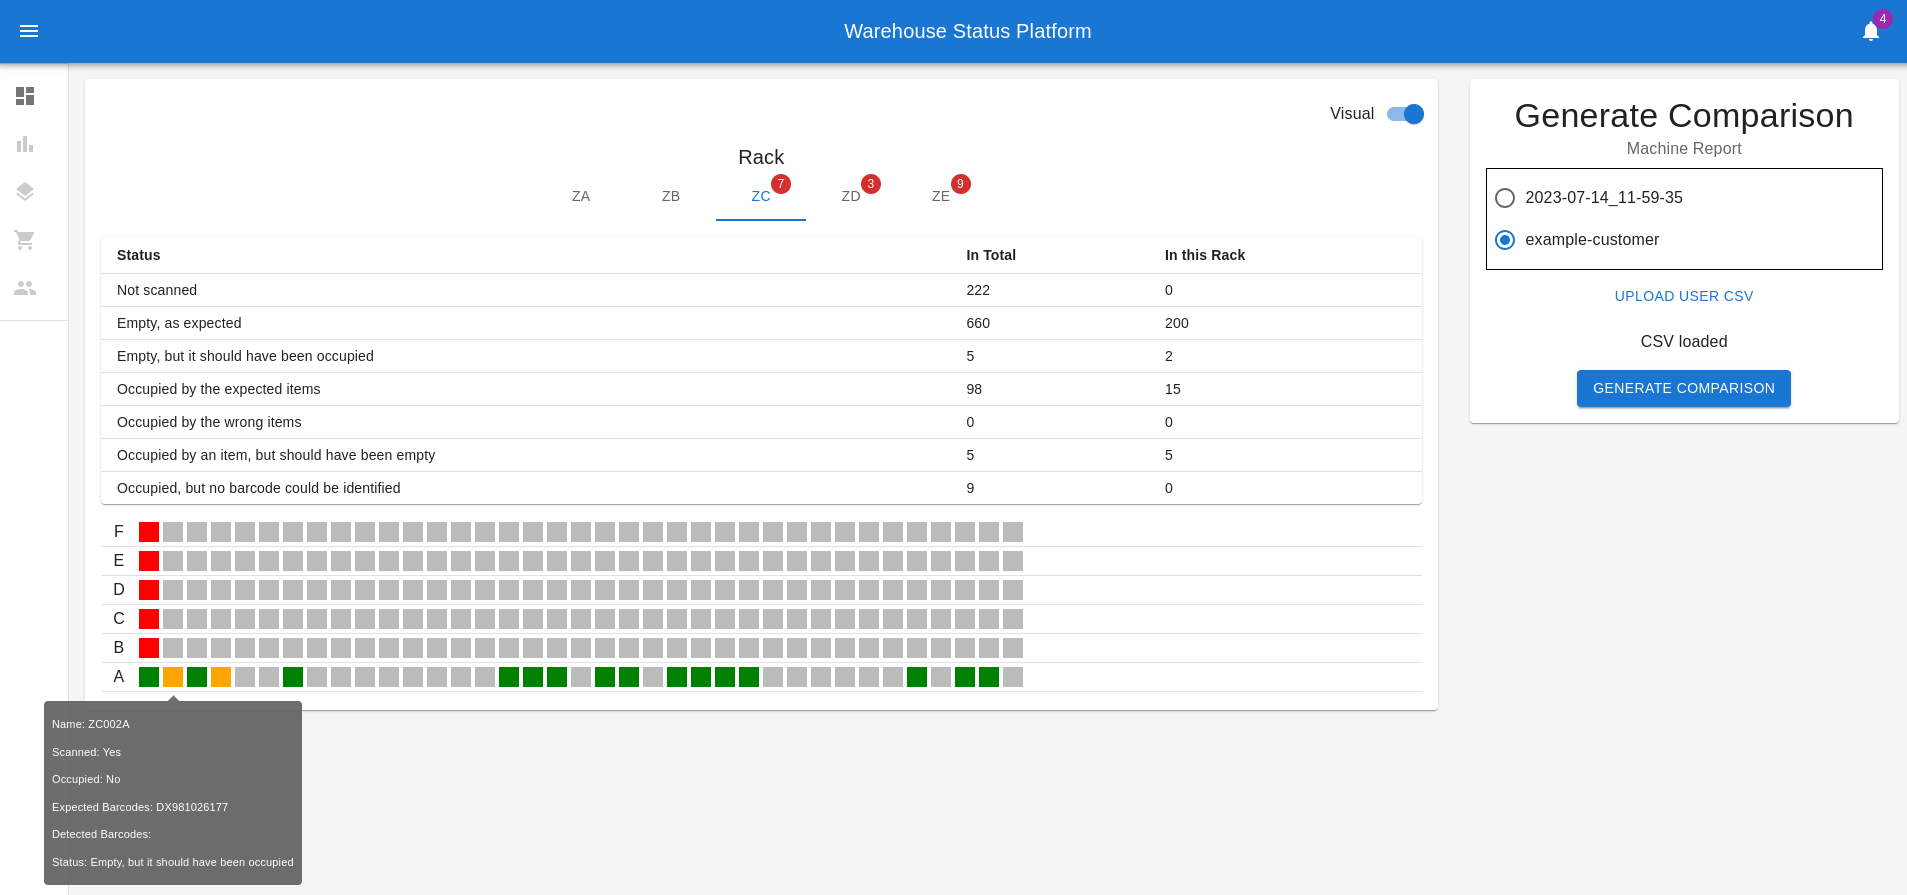 Warehouse Status Platform
4
Visual
Rack
ZA ZB ZC 7 ZD 3 ZE 9
Status In Total In this Rack
Not scanned 222 0
Empty, as expected 660 200
Empty, but it should have been occupied 5 2
Occupied by the expected items 98 15
Occupied by the wrong items 0 0
Occupied by an item, but should have been empty 5 5
Occupied, but no barcode could be identified 9 0
F
E
D
C
B
A
Name: ZC002A
Scanned: Yes
Occupied: No
Expected Barcodes: DX981026177
Detected Barcodes:
Status: Empty, but it should have been occupied
Generate Comparison
Machine Report
2023-07-14_11-59-35
example-customer
UPLOAD USER CSV
CSV loaded
GENERATE COMPARISON